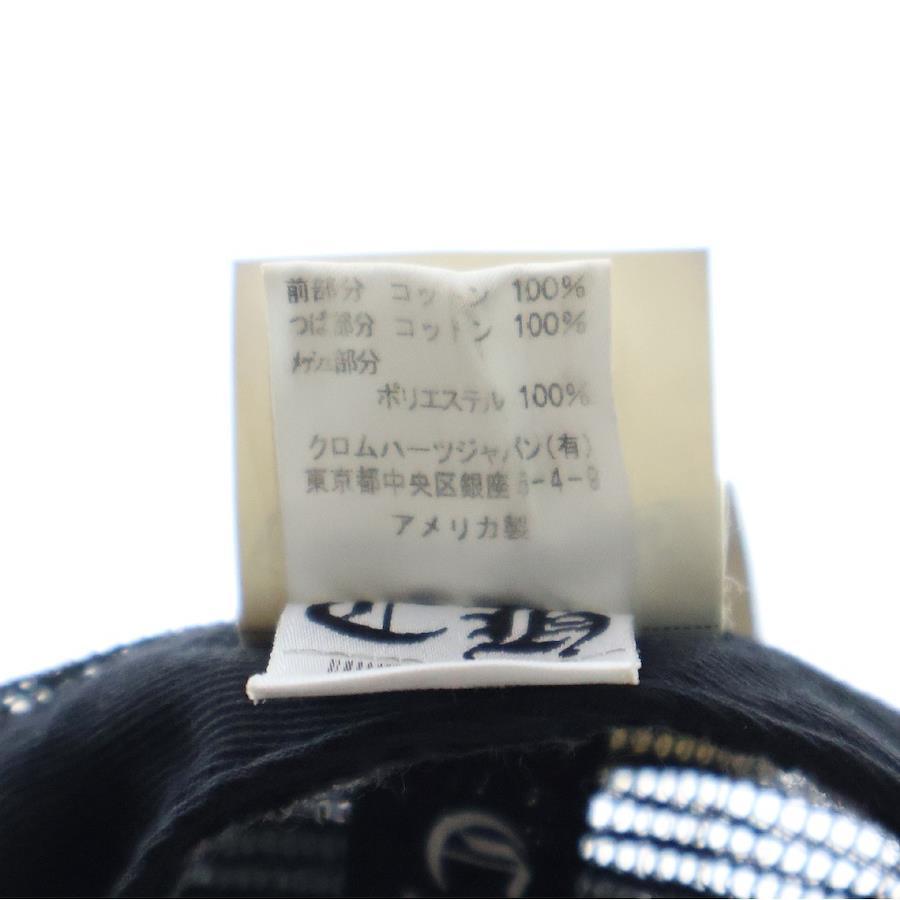 前部分 コットン 100%
つば部分 コットン 100%
メッシュ部分
ポリエステル 100%
クロムハーツジャパン(有)
東京都中央区銀座
アメリカ製